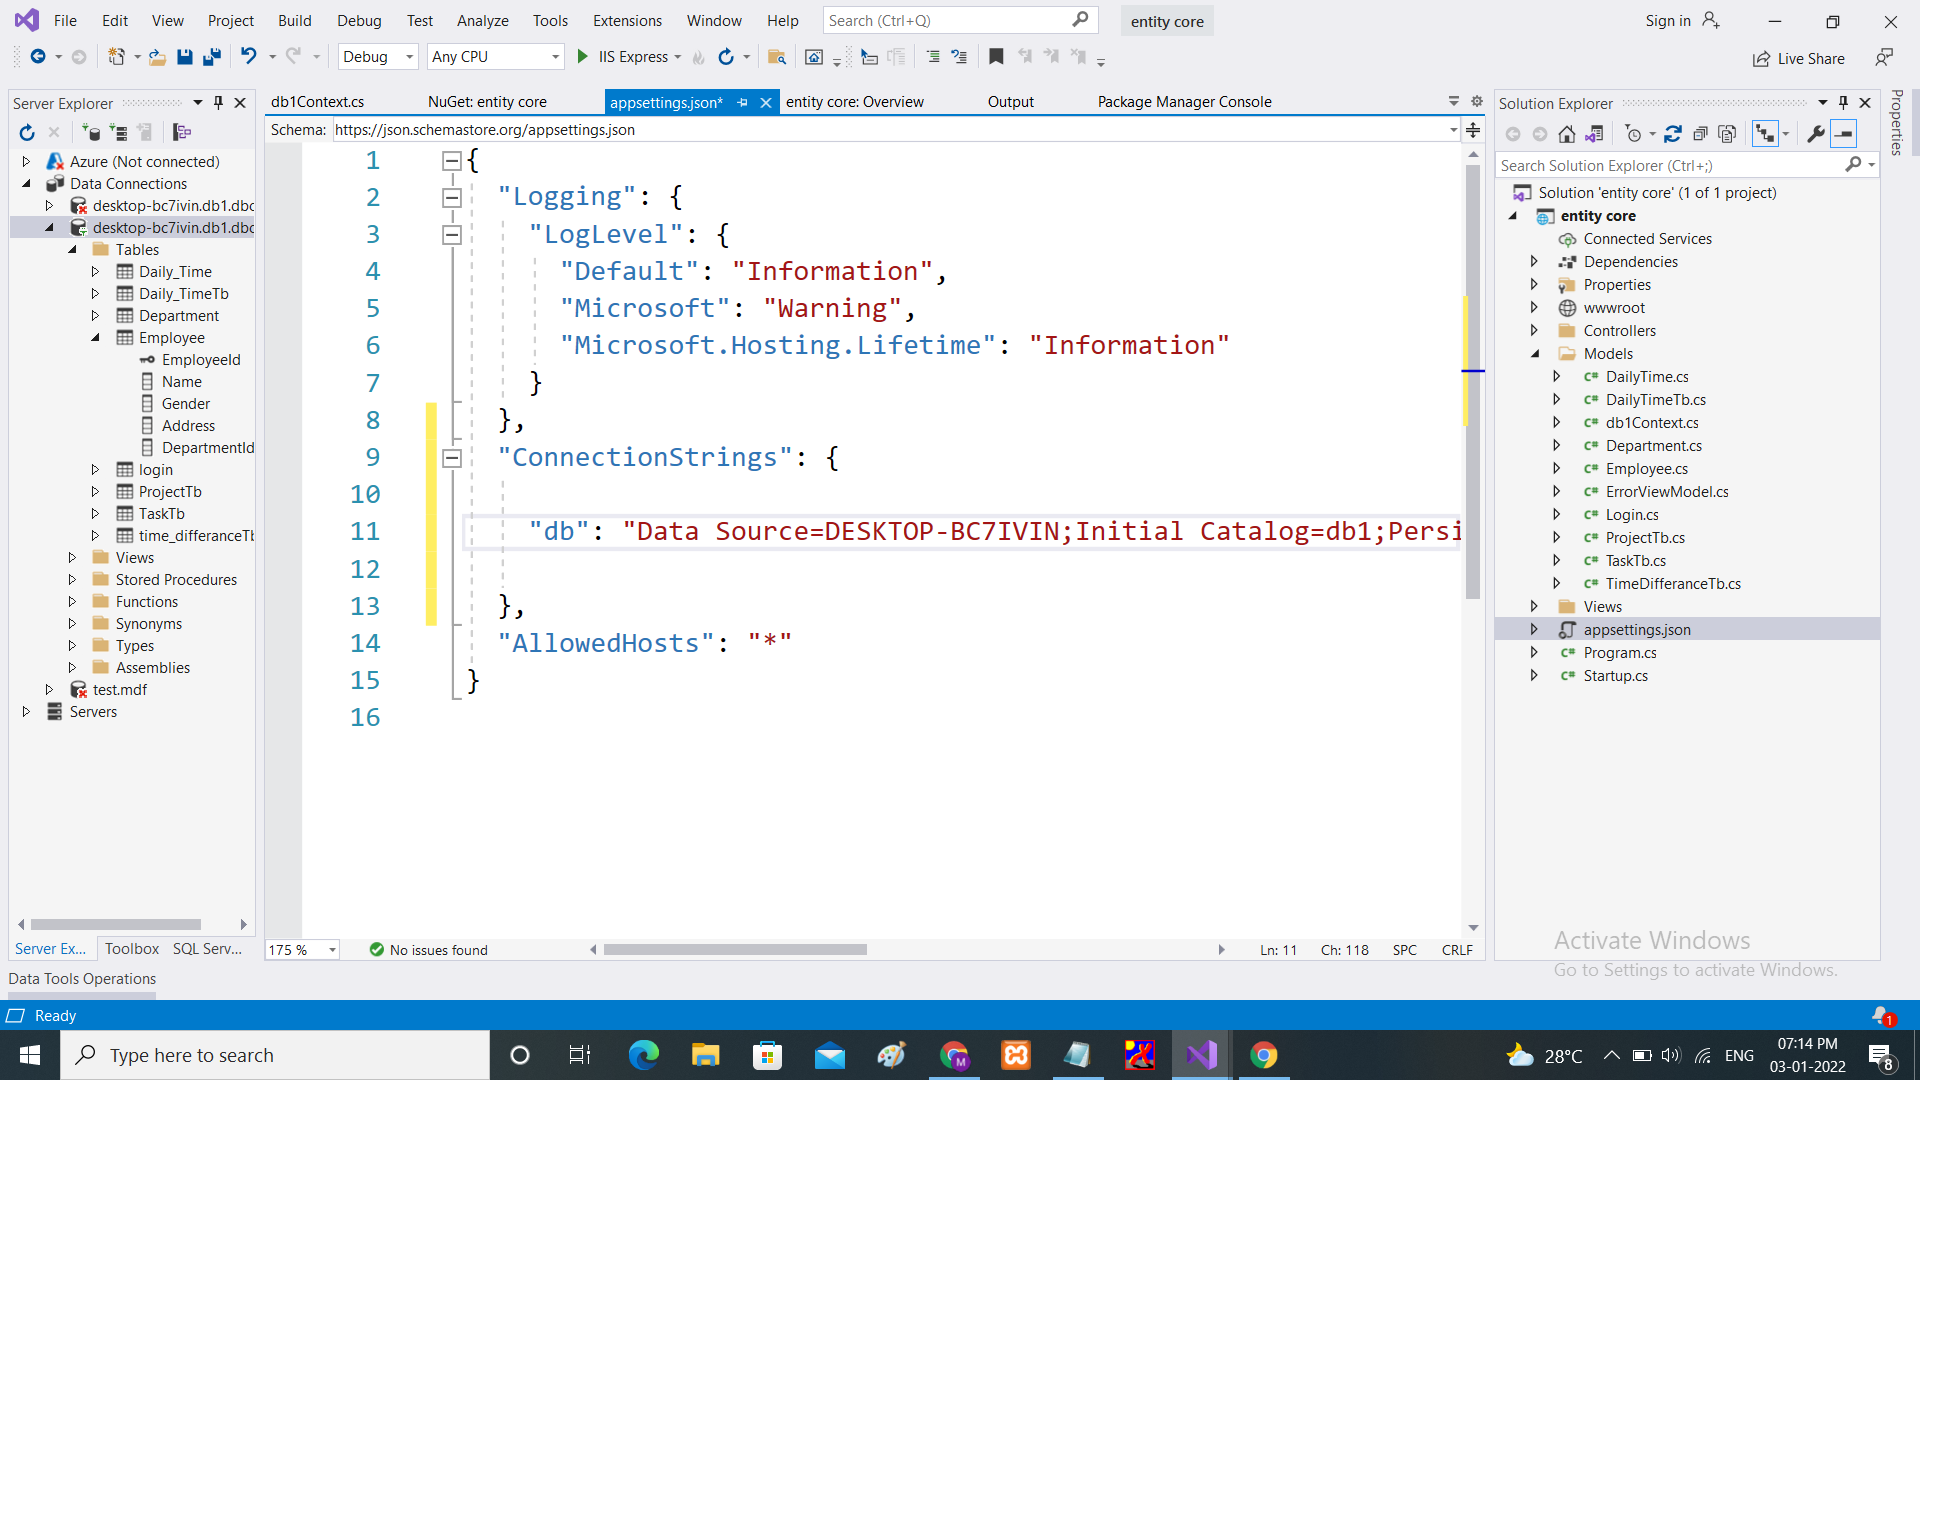 File Edit View Project Build Debug Test Analyze Tools Extensions Window Help Search (Ctrl+Q) entity core Sign in
Debug Any CPU IIS Express Live Share
Server Explorer
Azure (Not connected)
Data Connections
desktop-bc7ivin.db1.dbo
desktop-bc7ivin.db1.dbo
Tables
Daily_Time
Daily_TimeTb
Department
Employee
EmployeeId
Name
Gender
Address
DepartmentId
login
ProjectTb
TaskTb
time_differanceTb
Views
Stored Procedures
Functions
Synonyms
Types
Assemblies
test.mdf
Servers
Server Ex... Toolbox SQL Serv...
Data Tools Operations
db1Context.cs NuGet: entity core appsettings.json* entity core: Overview Output Package Manager Console
Schema: https://json.schemastore.org/appsettings.json
1 {
2 "Logging": {
3 "LogLevel": {
4 "Default": "Information",
5 "Microsoft": "Warning",
6 "Microsoft.Hosting.Lifetime": "Information"
7 }
8 },
9 "ConnectionStrings": {
10
11 "db": "Data Source=DESKTOP-BC7IVIN;Initial Catalog=db1;Persi
12
13 },
14 "AllowedHosts": "*"
15 }
16
175 % No issues found Ln: 11 Ch: 118 SPC CRLF
Solution Explorer
Search Solution Explorer (Ctrl+;)
Solution 'entity core' (1 of 1 project)
entity core
Connected Services
Dependencies
Properties
wwwroot
Controllers
Models
C# DailyTime.cs
C# DailyTimeTb.cs
C# db1Context.cs
C# Department.cs
C# Employee.cs
C# ErrorViewModel.cs
C# Login.cs
C# ProjectTb.cs
C# TaskTb.cs
C# TimeDifferanceTb.cs
Views
appsettings.json
C# Program.cs
C# Startup.cs
Properties
Activate Windows
Go to Settings to activate Windows.
Ready 1
Type here to search M 28°C ENG 07:14 PM
03-01-2022 8